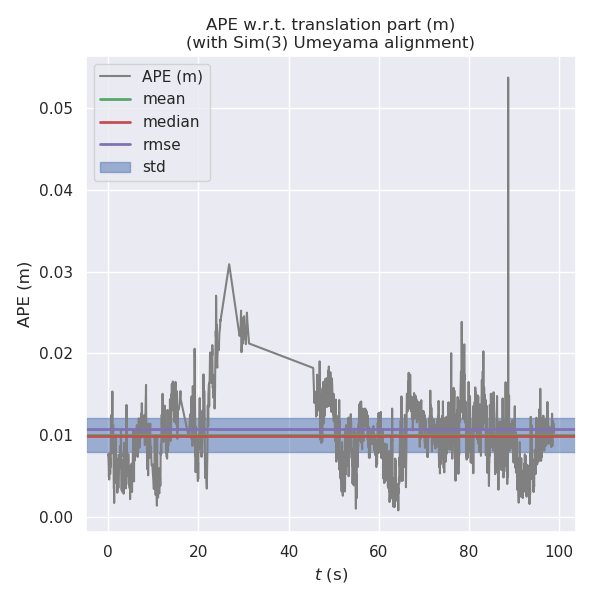 APE w.r.t. translation part (m)
(with Sim(3) Umeyama alignment)
APE (m)
mean
median
rmse
std
APE (m)
0.05
0.04
0.03
0.02
0.01
0.00
0 20 40 60 80 100
t (s)